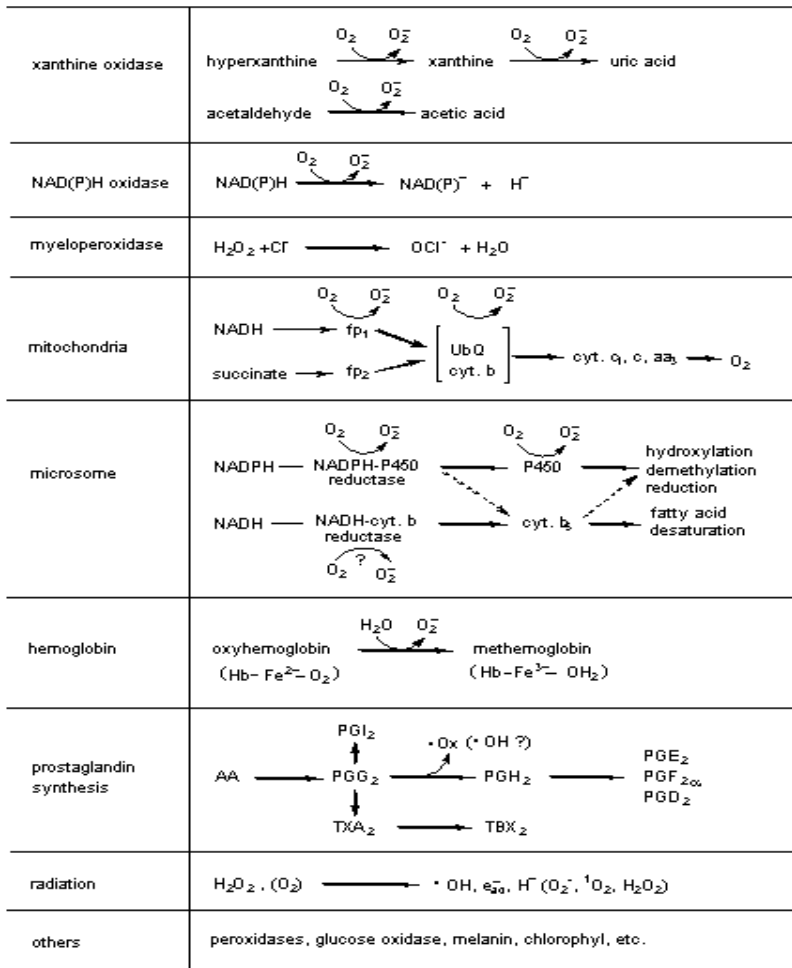 xanthine oxidase
O₂ O₂⁻ O₂ O₂⁻
hyperxanthine xanthine uric acid
O₂ O₂⁻
acetaldehyde acetic acid
NAD(P)H oxidase
O₂ O₂⁻
NAD(P)H NAD(P)⁻ + H⁻
myeloperoxidase
H₂O₂ +Cl⁻ OCl⁻ + H₂O
mitochondria
O₂ O₂⁻ O₂ O₂⁻
NADH fp₁
UbQ
cyt. b
cyt. c₁, c, aa₃ O₂
succinate fp₂
microsome
O₂ O₂⁻ O₂ O₂⁻
NADPH NADPH-P450 P450
reductase
hydroxylation
demethylation
reduction
NADH NADH-cyt. b cyt. b₅
reductase
fatty acid
desaturation
?
O₂ O₂⁻
hemoglobin
H₂O O₂⁻
oxyhemoglobin methemoglobin
(Hb-Fe²⁻-O₂) (Hb-Fe³⁻-OH₂)
prostaglandin
synthesis
PGI₂
•Ox (•OH ?)
AA PGG₂ PGH₂
PGE₂
PGF₂α
PGD₂
TXA₂ TBX₂
radiation
H₂O₂ , (O₂) • OH, e⁻aq, H⁻ (O₂⁻, ¹O₂, H₂O₂)
others
peroxidases, glucose oxidase, melanin, chlorophyl, etc.